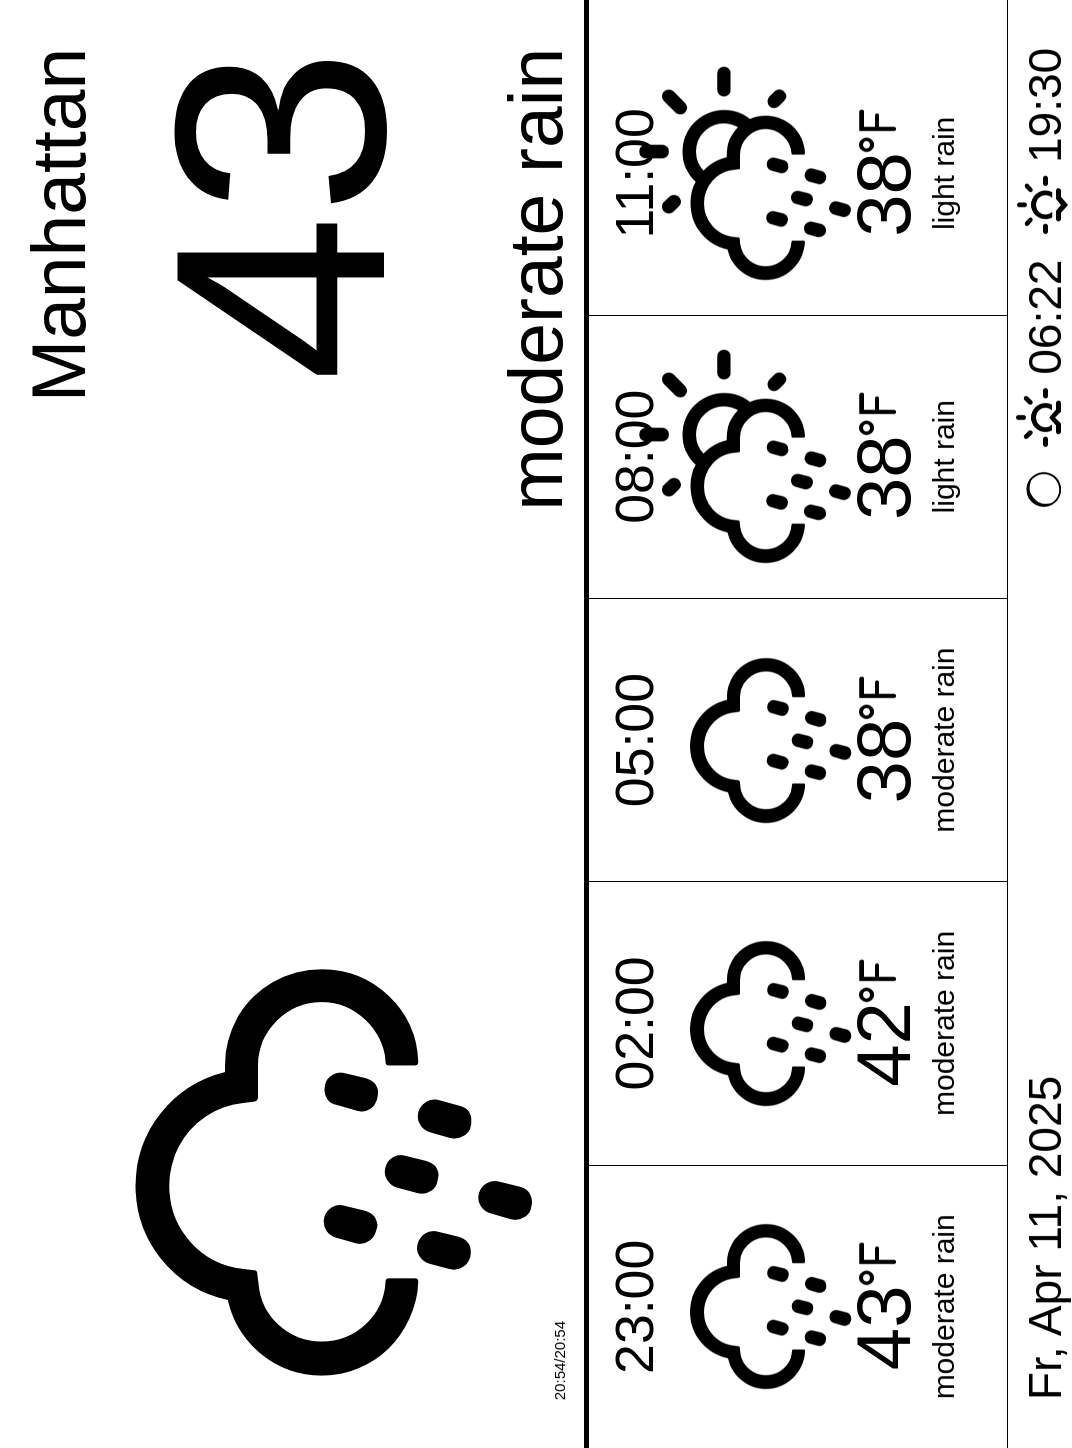 Manhattan
43
moderate rain
20:54/20:54
23:00
43°F
moderate rain
02:00
42°F
moderate rain
05:00
38°F
moderate rain
08:00
38°F
light rain
11:00
38°F
light rain
Fr, Apr 11, 2025
06:22 19:30